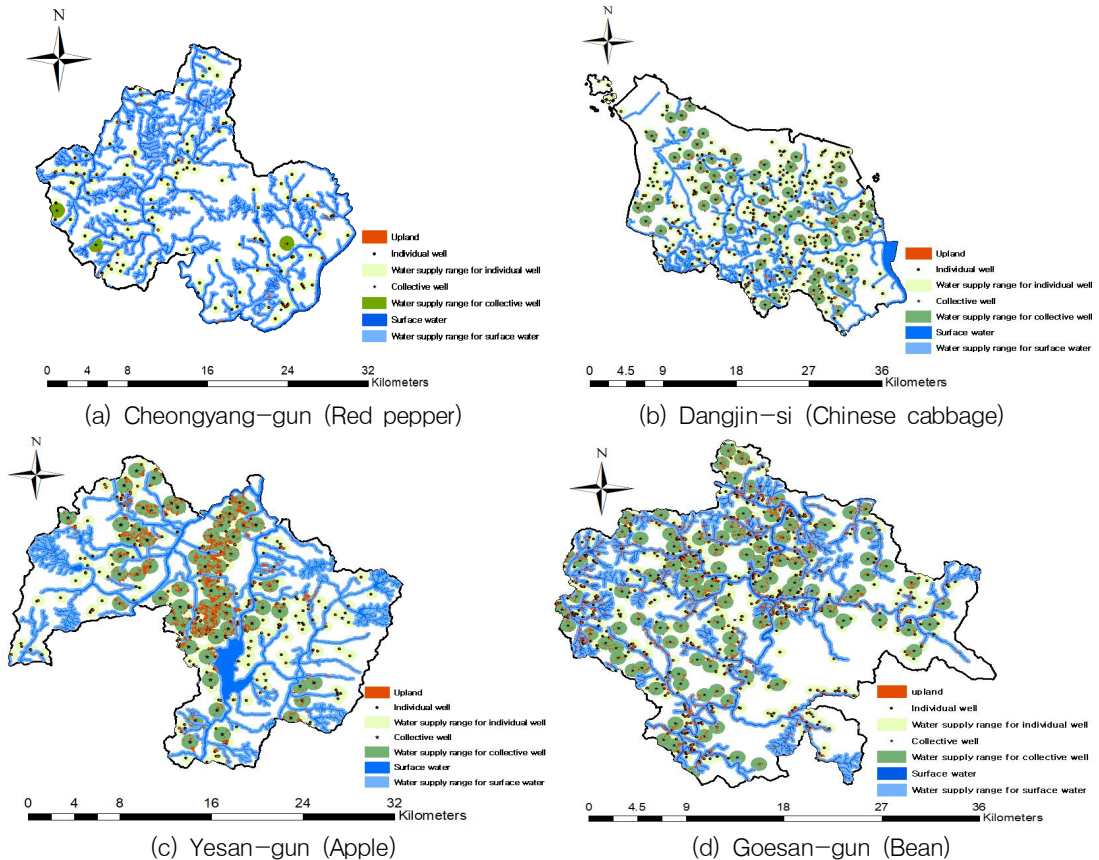 N
Upland
Individual well
Water supply range for individual well
Collective well
Water supply range for collective well
Surface water
Water supply range for surface water
0 2 4 8 16 24 32
Kilometers
(a) Cheongyang-gun (Red pepper)
N
Upland
Individual well
Water supply range for individual well
Collective well
Water supply range for collective well
Surface water
Water supply range for surface water
0 4.5 9 18 27 36
Kilometers
(b) Dangjin-si (Chinese cabbage)
N
Upland
Individual well
Water supply range for individual well
Collective well
Water supply range for collective well
Surface water
Water supply range for surface water
0 4 8 16 24 32
Kilometers
(c) Yesan-gun (Apple)
N
upland
Individual well
Water supply range for individual well
Collective well
Water supply range for collective well
Surface water
Water supply range for surface water
0 4.5 9 18 27 36
Kilometers
(d) Goesan-gun (Bean)